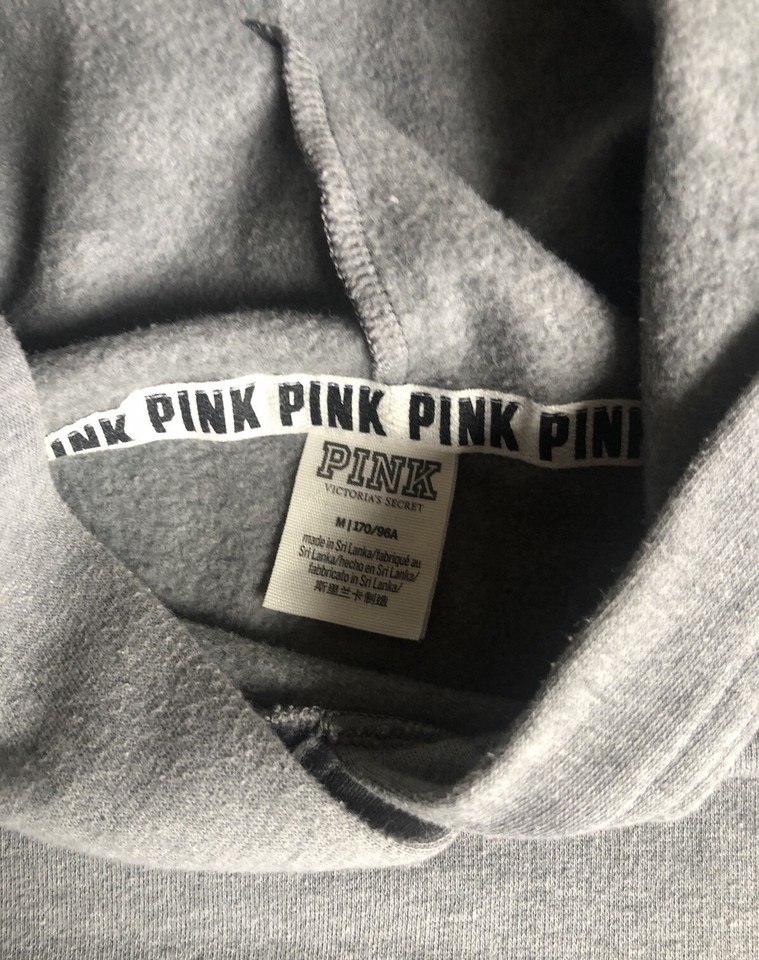 INK PINK PINK PINK PINK
PINK
VICTORIA'S SECRET
M | 170/96A
made in Sri Lanka/fabriqué au
Sri Lanka/hecho en Sri Lanka/
fabbricato in Sri Lanka/
斯里兰卡制造